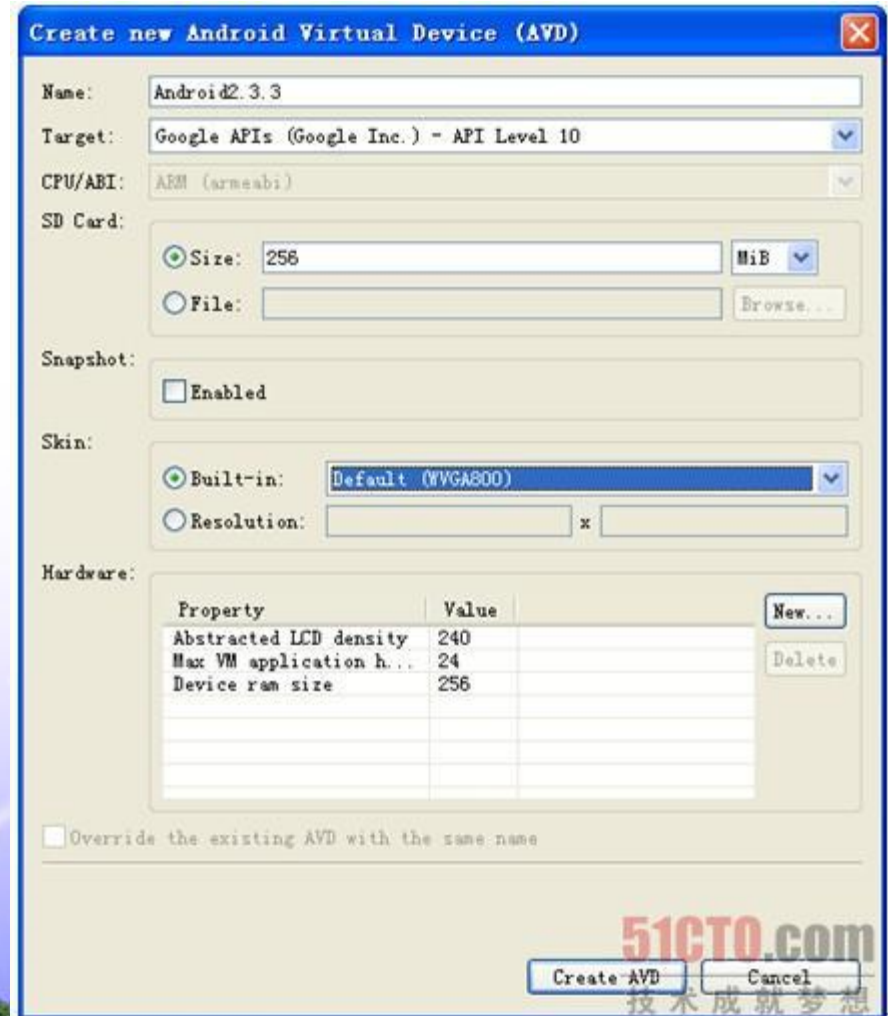 Create new Android Virtual Device (AVD)
Name: Android2.3.3
Target: Google APIs (Google Inc.) - API Level 10
CPU/ABI: ARM (armeabi)
SD Card:
Size: 256 MiB
File: Browse...
Snapshot:
Enabled
Skin:
Built-in: Default (WVGA800)
Resolution: x
Hardware:
Property Value New...
Abstracted LCD density 240
Max VM application h... 24 Delete
Device ram size 256
Override the existing AVD with the same name
51CTO.com
Create AVD Cancel
技术成就梦想